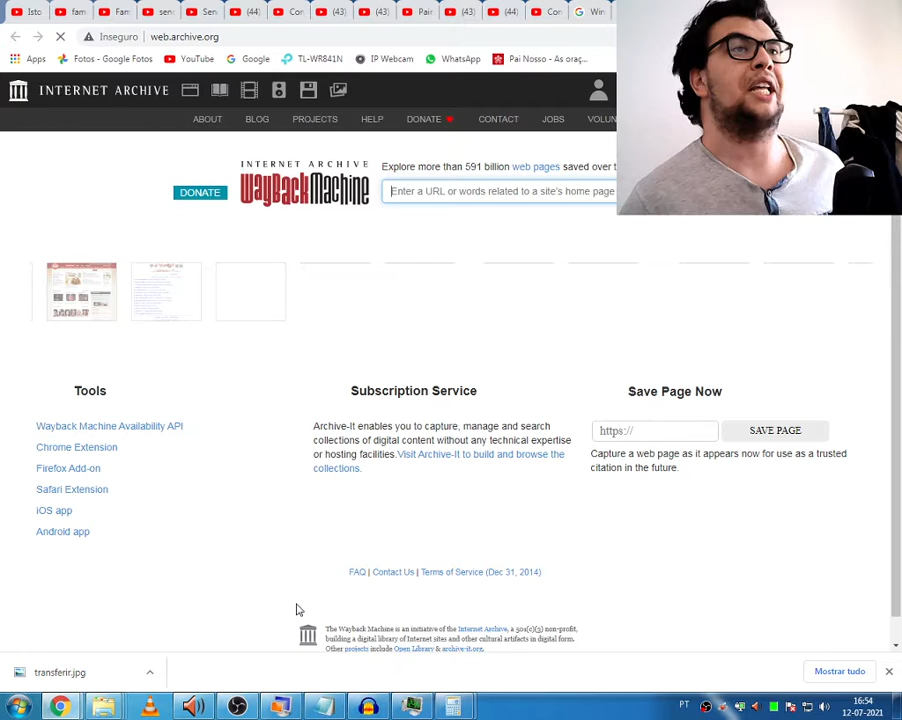 Isto
fam
Fam
sen
Sen
(44)
Cor
(43)
(43)
Pair
(43)
(44)
Cor
Win
Inseguro | web.archive.org
Apps
Fotos - Google Fotos
YouTube
Google
TL-WR841N
IP Webcam
WhatsApp
Pai Nosso - As oraç...
INTERNET ARCHIVE
ABOUT BLOG PROJECTS HELP DONATE CONTACT JOBS VOLUN
DONATE
INTERNET ARCHIVE
WayBackMachine
Explore more than 591 billion web pages saved over t
Enter a URL or words related to a site's home page
Tools
Wayback Machine Availability API
Chrome Extension
Firefox Add-on
Safari Extension
iOS app
Android app
Subscription Service
Archive-It enables you to capture, manage and search
collections of digital content without any technical expertise
or hosting facilities.Visit Archive-It to build and browse the
collections.
Save Page Now
https://
SAVE PAGE
Capture a web page as it appears now for use as a trusted
citation in the future.
FAQ | Contact Us | Terms of Service (Dec 31, 2014)
The Wayback Machine is an initiative of the Internet Archive, a 501(c)(3) non-profit,
building a digital library of Internet sites and other cultural artifacts in digital form.
Other projects include Open Library & archive-it.org.
transferir.jpg
Mostrar tudo
PT
16:54
12-07-2021